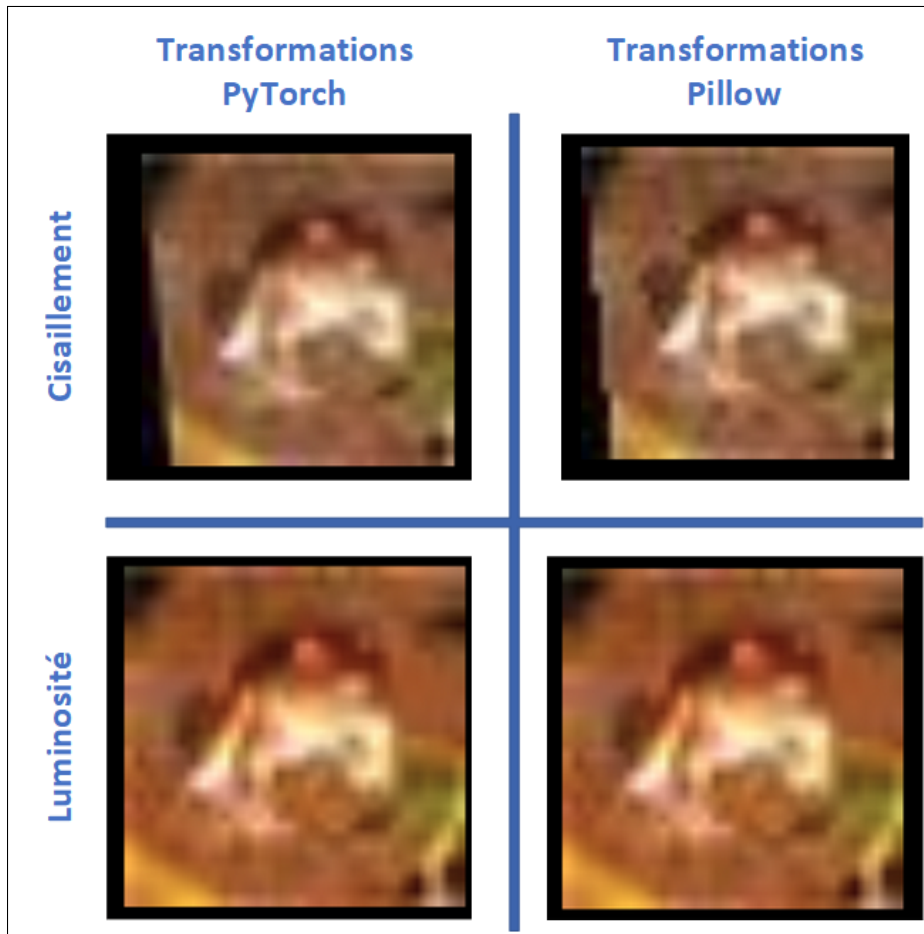 Transformations
PyTorch
Transformations
Pillow
Cisaillement
Luminosité